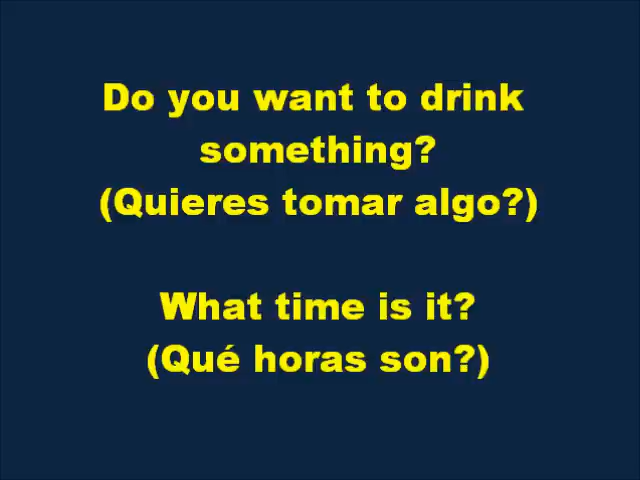 Do you want to drink
something?
(Quieres tomar algo?)
What time is it?
(Qué horas son?)